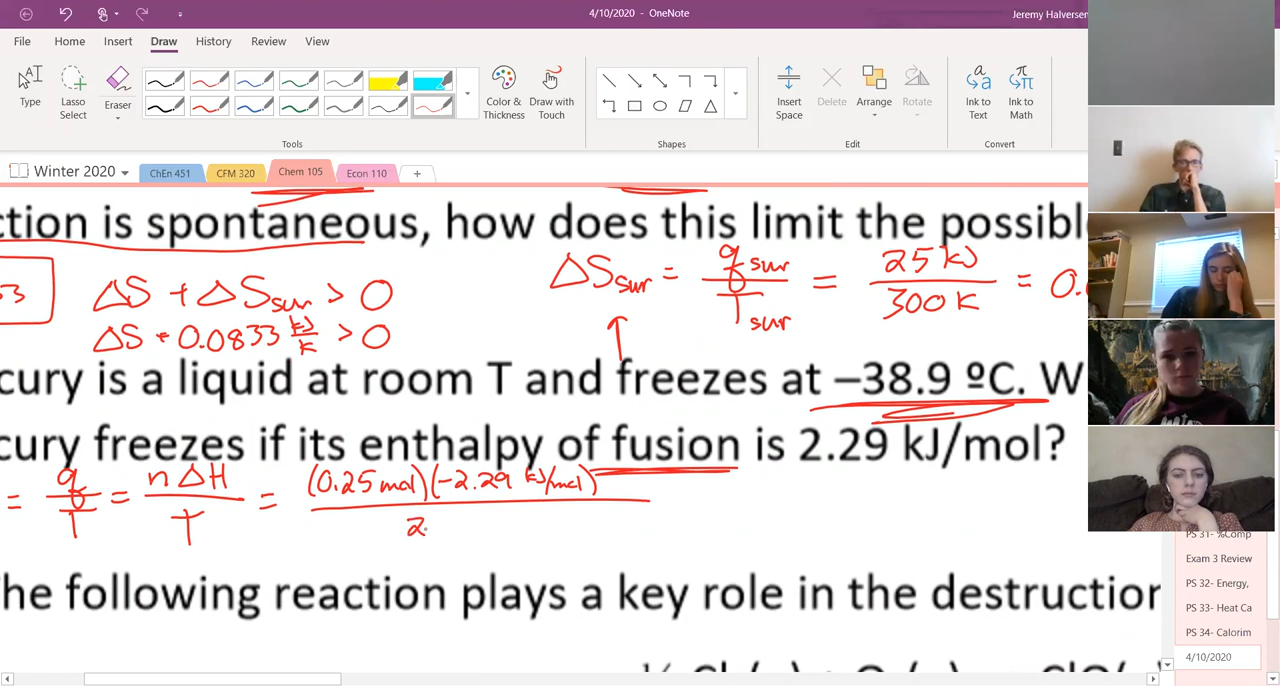 4/10/2020 - OneNote
Jeremy Halversen
File Home Insert Draw History Review View
Type
Lasso Select
Eraser
Color & Thickness
Draw with Touch
Insert Space
Delete
Arrange
Rotate
Ink to Text
Ink to Math
Tools
Shapes
Edit
Convert
Winter 2020 ChEn 451 CFM 320 Chem 105 Econ 110 +
ction is spontaneous, how does this limit the possibl
33
ΔS + ΔSsur > 0
ΔSsur = qsur/Tsur = 25 kJ/300 K = 0.0
ΔS + 0.0833 kJ/K > 0
cury is a liquid at room T and freezes at –38.9 ºC. W
cury freezes if its enthalpy of fusion is 2.29 kJ/mol?
= q/T = nΔH/T = (0.25 mol)(-2.29 kJ/mol)/2
he following reaction plays a key role in the destruction
PS 31- %Comp
Exam 3 Review
PS 32- Energy,
PS 33- Heat Ca
PS 34- Calorim
4/10/2020